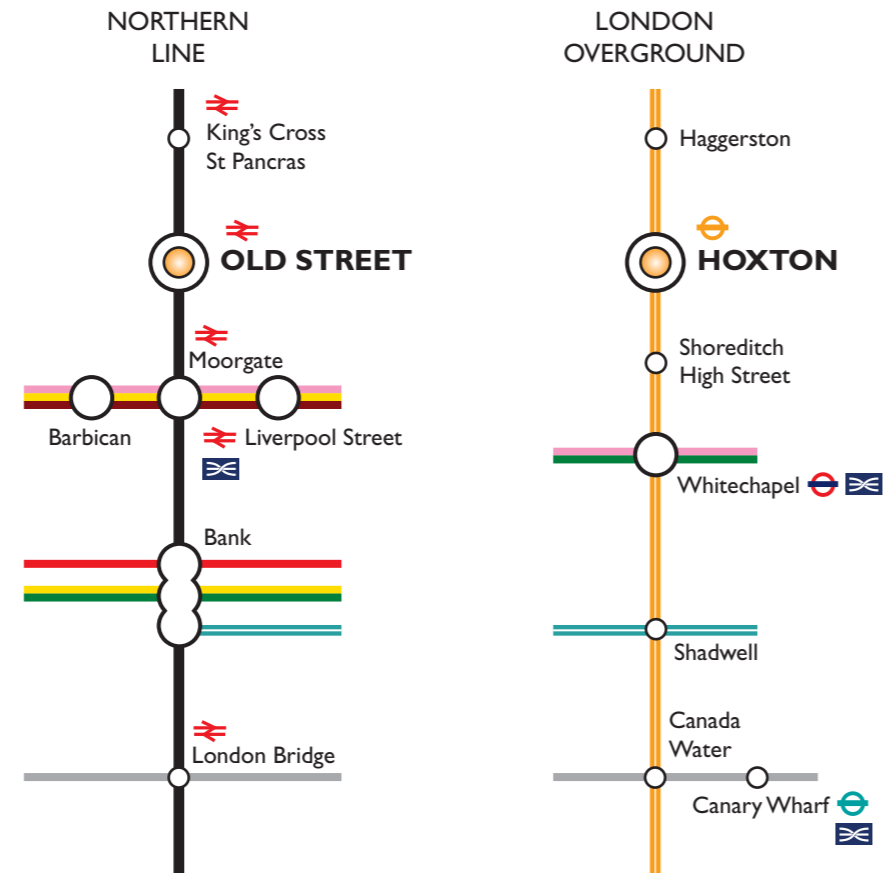 NORTHERN
LINE
King's Cross
St Pancras
OLD STREET
Moorgate
Barbican
Liverpool Street
Bank
London Bridge
LONDON
OVERGROUND
Haggerston
HOXTON
Shoreditch
High Street
Whitechapel
Shadwell
Canada
Water
Canary Wharf